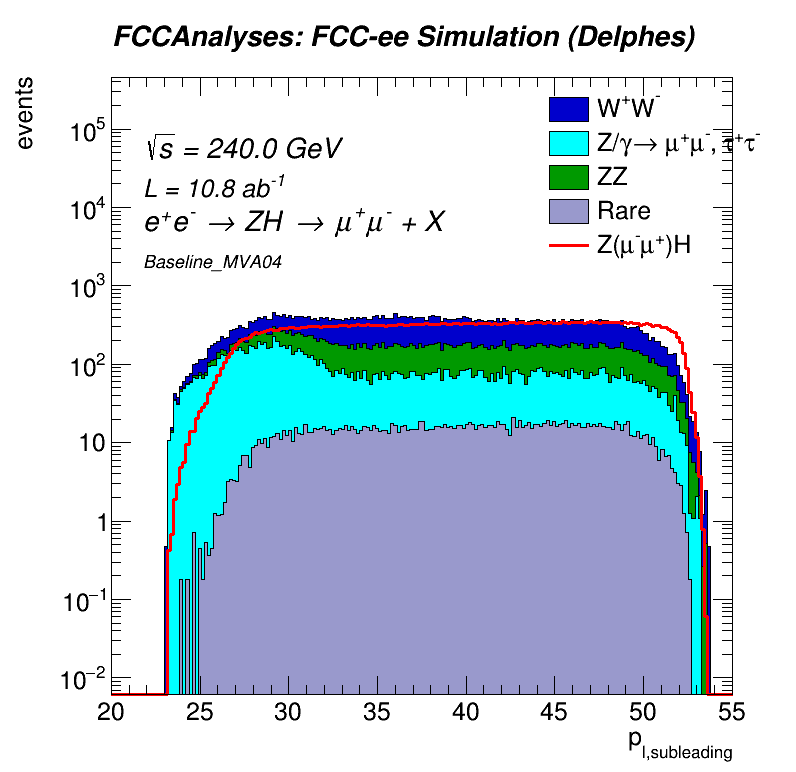 FCCAnalyses: FCC-ee Simulation (Delphes)
events
√s = 240.0 GeV
L = 10.8 ab⁻¹
e⁺e⁻ → ZH → μ⁺μ⁻ + X
Baseline_MVA04
W⁺W⁻
Z/γ→ μ⁺μ⁻, τ⁺τ⁻
ZZ
Rare
Z(μ⁻μ⁺)H
10⁵
10⁴
10³
10²
10
1
10⁻¹
10⁻²
20 25 30 35 40 45 50 55
p_l,subleading